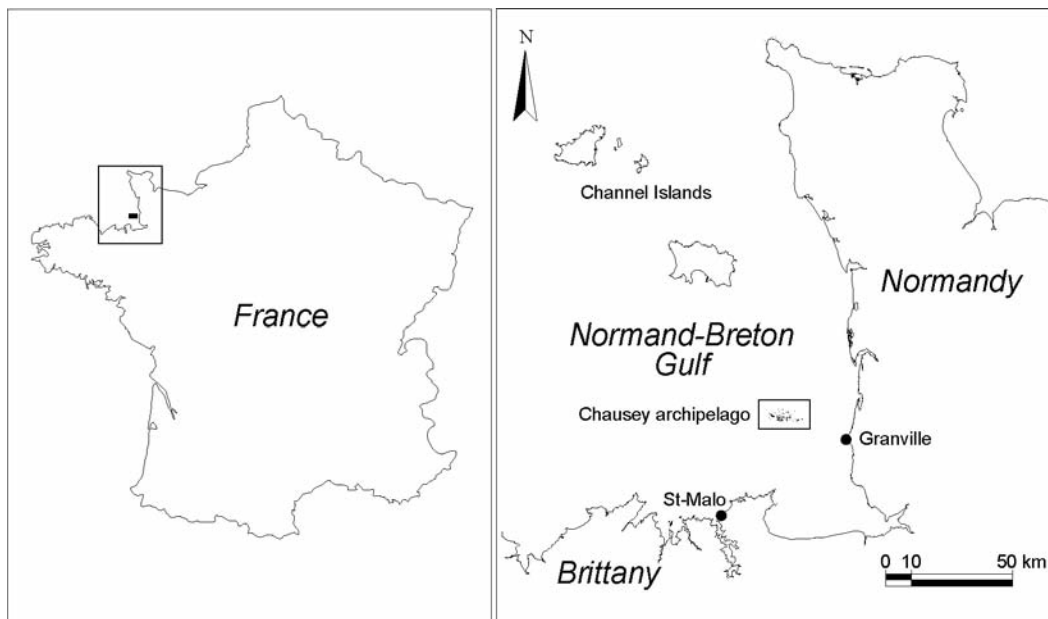 France
N
Channel Islands
Normandy
Normand-Breton
Gulf
Chausey archipelago
Granville
St-Malo
Brittany
0 10 50 km